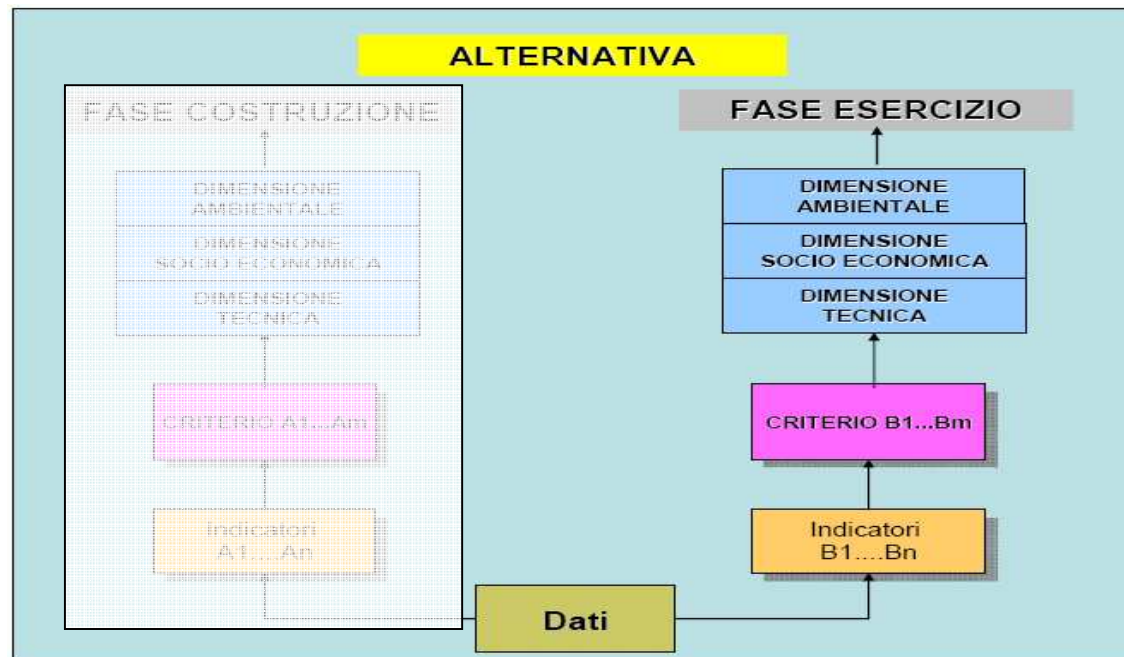 ALTERNATIVA
FASE COSTRUZIONE
DIMENSIONE
AMBIENTALE
DIMENSIONE
SOCIO ECONOMICA
DIMENSIONE
TECNICA
CRITERIO A1...Am
Indicatori
A1....An
FASE ESERCIZIO
DIMENSIONE
AMBIENTALE
DIMENSIONE
SOCIO ECONOMICA
DIMENSIONE
TECNICA
CRITERIO B1...Bm
Indicatori
B1....Bn
Dati